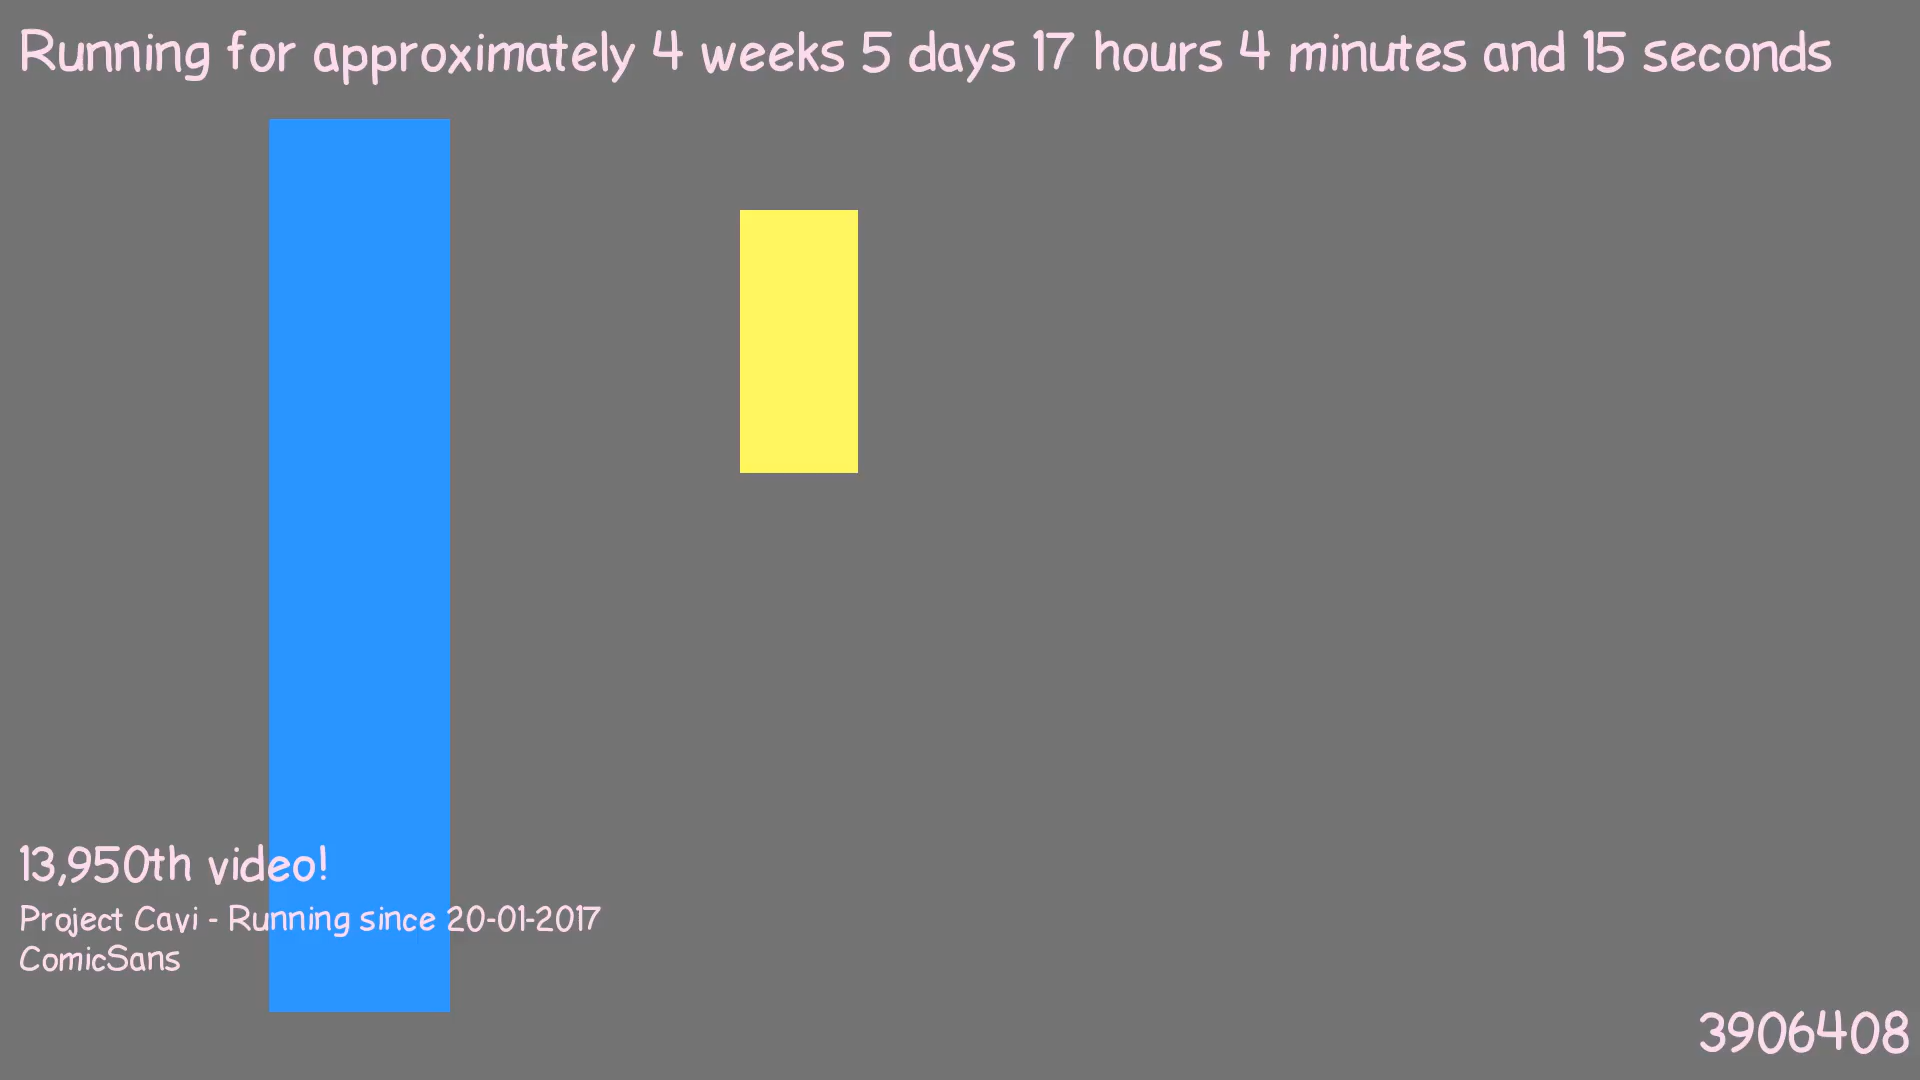 Running for approximately 4 weeks 5 days 17 hours 4 minutes and 15 seconds
13,950th video!
Project Cavi - Running since 20-01-2017
ComicSans
3906408